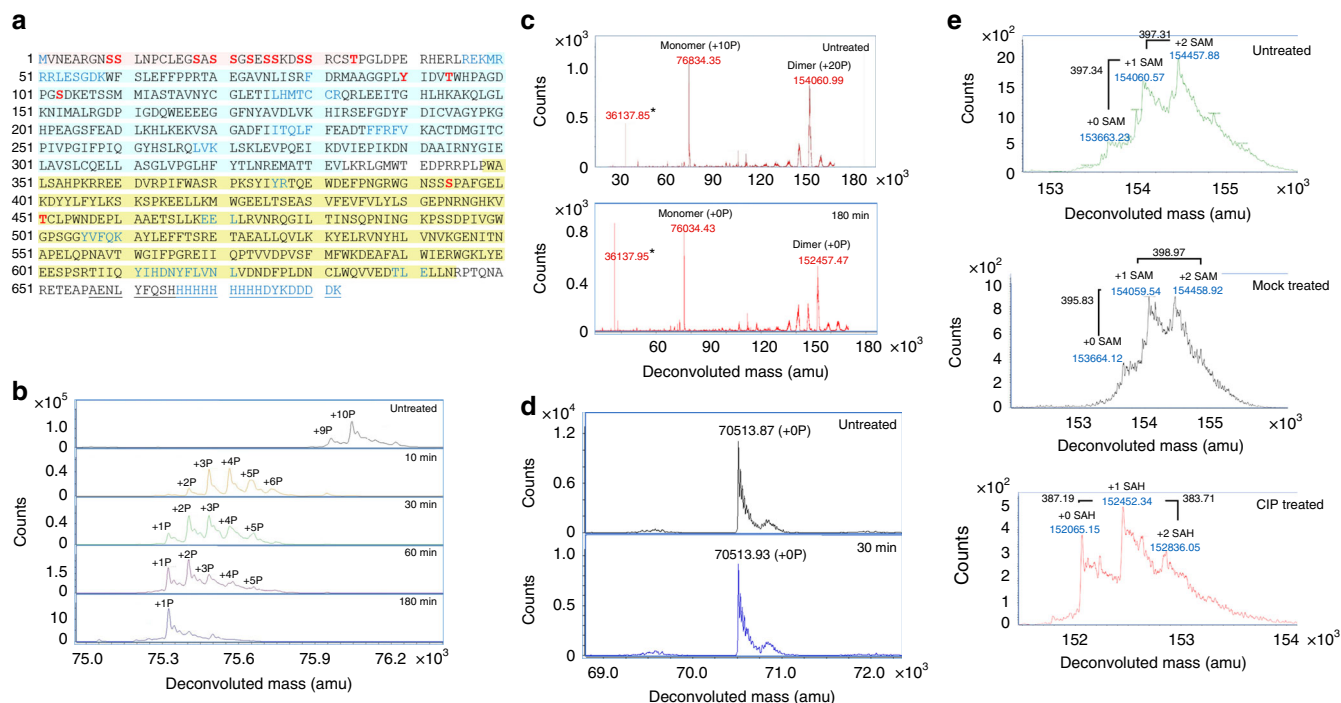 a
1 MVNEARGNSS LNPCLEGSAS SGSESSKDSS RCSTPGLDPE RHERLREKMR
51 RRLESGDKWF SLEFFPPRTA EGAVNLISRF DRMAAGGPLY IDVTWHPAGD
101 PGSDKETSSM MIASTAVNYC GLETILHMTC CRQRLEEITG HLHKAKQLGL
151 KNIMALRGDP IGDQWEEEEG GFNYAVDLVK HIRSEFGDYF DICVAGYPKG
201 HPEAGSFEAD LKHLKEKVSA GADFIITQLF FEADTFFRFV KACTDMGITC
251 PIVPGIFPIQ GYHSLRQLVK LSKLEVPQEI KDVIEPIKDN DAAIRNYGIE
301 LAVSLCQELL ASGLVPGLHF YTLNREMATT EVLKRLGMWT EDPRRPLPWA
351 LSAHPKRREE DVRPIFWASR PKSYIYRTQE WDEFPNGRWG NSSSPAFGEL
401 KDYYLFYLKS KSPKEELLKM WGEELTSEAS VFEVFVLYLS GEPNRNGHKV
451 TCLPWNDEPL AAETSLLKEE LLRVNRQGIL TINSQPNING KPSSDPIVGW
501 GPSGGYVFQK AYLEFFTSRE TAEALLQVLK KYELRVNYHL VNVKGENITN
551 APELQPNAVT WGIFPGREII QPTVVDPVSF MFWKDEAFAL WIERWGKLYE
601 EESPSRTIIQ YIHDNYFLVN LVDNDFPLDN CLWQVVEDTL ELLNRPTQNA
651 RETEAPAENL YFQSHHHHHH HHHHDYKDDD DK
b
×10⁵
Untreated
+9P +10P
1.0
0
10 min
+2P +3P +4P +5P +6P
0.4
0
30 min
+1P +2P +3P +4P +5P
0.4
0
60 min
+1P +2P +3P +4P +5P
1.5
0
180 min
+1P
10
0
Counts
75.0 75.3 75.6 75.9 76.2 ×10³
Deconvoluted mass (amu)
c
×10³
Untreated
Monomer (+10P)
76834.35
Dimer (+20P)
154060.99
36137.85*
1.0
0.5
0
Counts
30 60 90 120 150 180 ×10³
Deconvoluted mass (amu)
180 min
Monomer (+0P)
76034.43
Dimer (+0P)
152457.47
36137.95*
0.8
0.4
0
Counts
60 80 100 120 140 180 ×10³
Deconvoluted mass (amu)
d
×10⁴
Untreated
70513.87 (+0P)
1.2
0.8
0.4
0
Counts
30 min
70513.93 (+0P)
1.0
0.5
0
Counts
69.0 70.0 71.0 72.0 ×10³
Deconvoluted mass (amu)
e
×10²
Untreated
397.31
+2 SAM
154457.88
397.34
+1 SAM
154060.57
+0 SAM
153663.23
20
15
10
5
0
Counts
153 154 155 ×10³
Deconvoluted mass (amu)
×10²
Mock treated
398.97
+1 SAM
154059.54
+2 SAM
154458.92
395.83
+0 SAM
153664.12
10
8
6
4
2
0
Counts
153 154 155 ×10³
Deconvoluted mass (amu)
×10²
CIP treated
+1 SAH
152452.34
387.19
383.71
+0 SAH
152065.15
+2 SAH
152836.05
5
4
3
2
1
0
Counts
152 153 154 ×10³
Deconvoluted mass (amu)